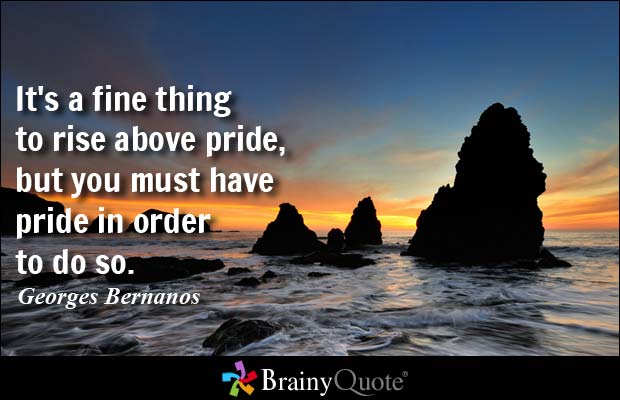 It's a fine thing
to rise above pride,
but you must have
pride in order
to do so.
Georges Bernanos
BrainyQuote®